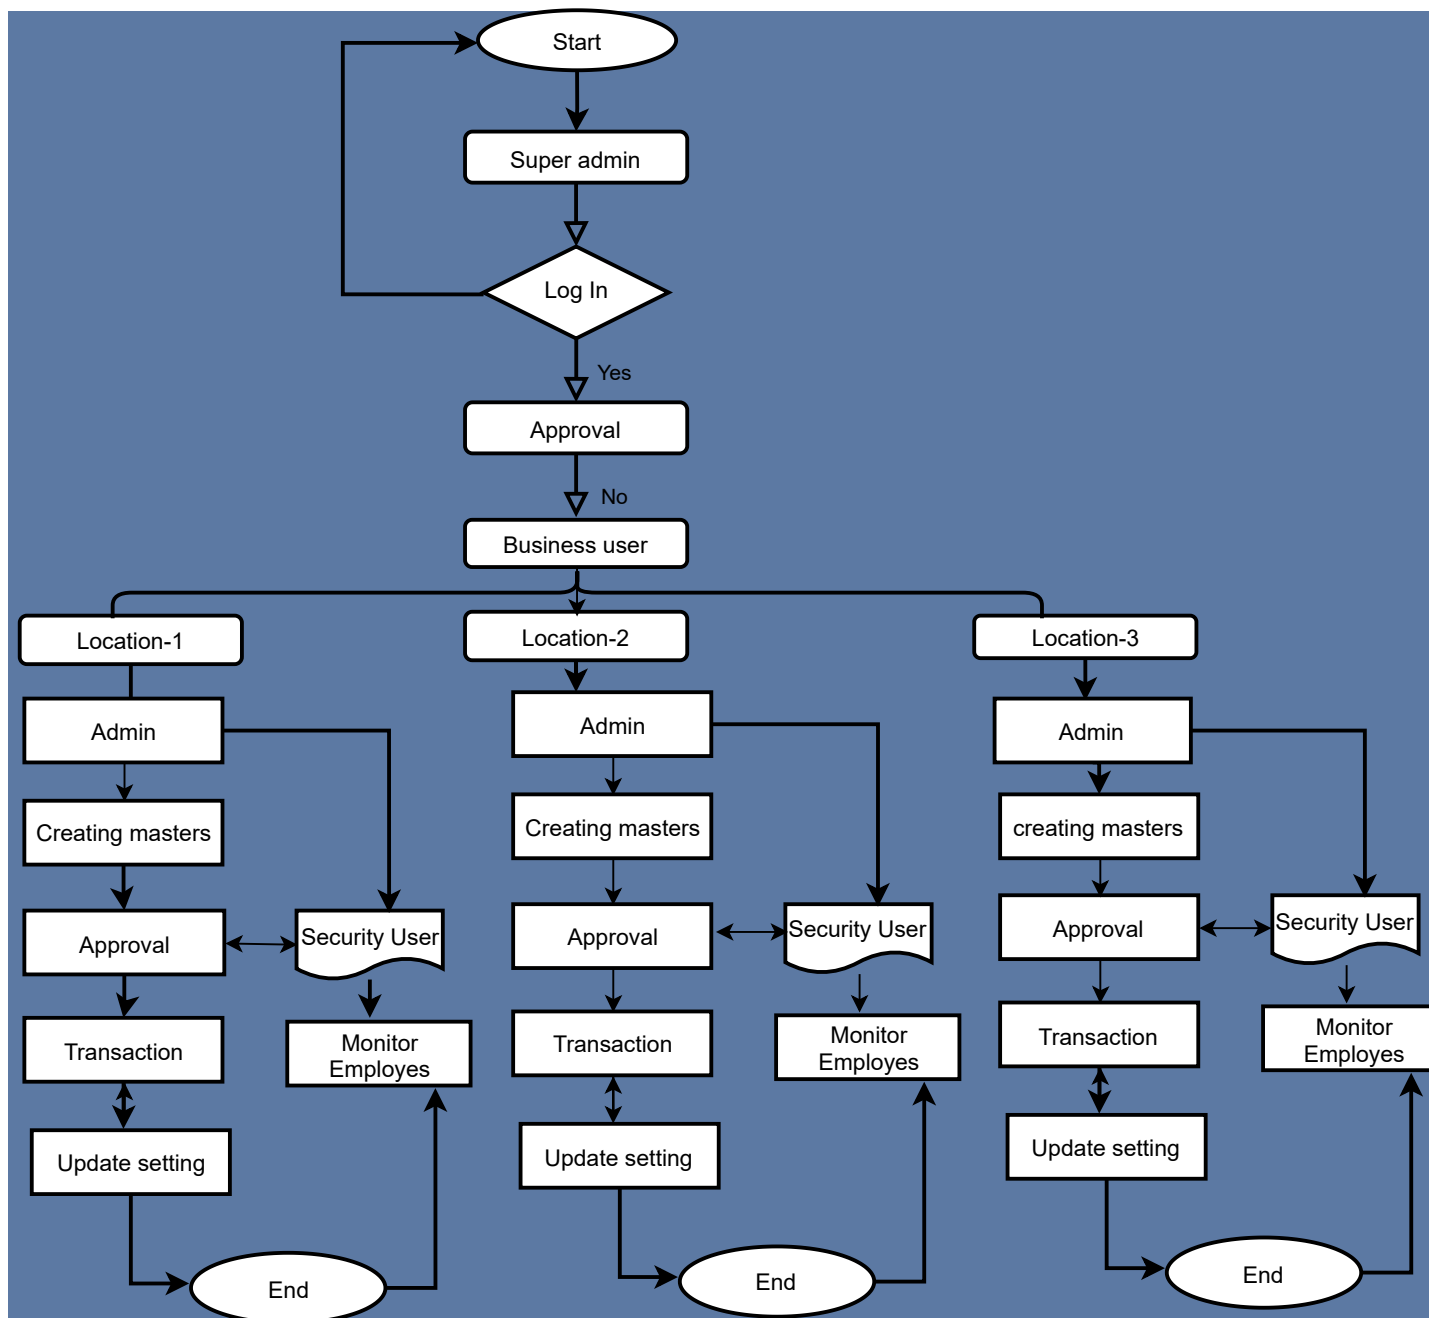 Start
Super admin
Log In
Yes
Approval
No
Business user
Location-1
Location-2
Location-3
Admin
Admin
Admin
Creating masters
Creating masters
creating masters
Approval
Security User
Approval
Security User
Approval
Security User
Transaction
Monitor
Employes
Transaction
Monitor
Employes
Transaction
Monitor
Employes
Update setting
Update setting
Update setting
End
End
End